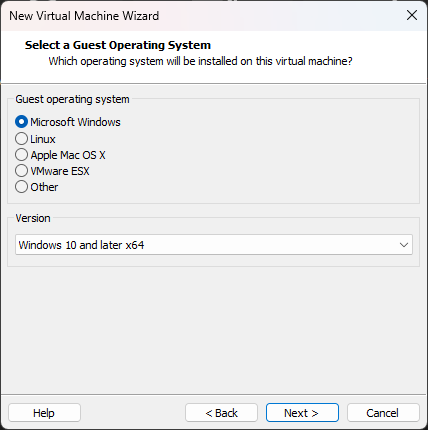 New Virtual Machine Wizard
Select a Guest Operating System
Which operating system will be installed on this virtual machine?
Guest operating system
Microsoft Windows
Linux
Apple Mac OS X
VMware ESX
Other
Version
Windows 10 and later x64
Help
< Back
Next >
Cancel